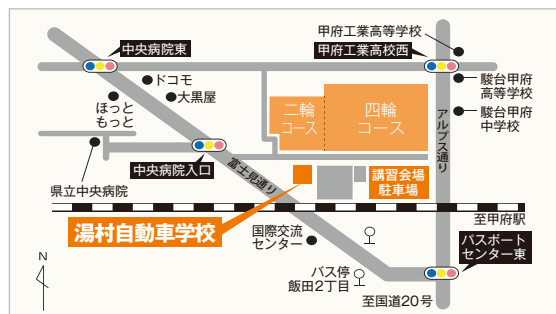 甲府工業高等学校
中央病院東
甲府工業高校西
ドコモ
大黒屋
ほっと
もっと
二輪
コース
四輪
コース
駿台甲府
高等学校
駿台甲府
中学校
アルプス通り
県立中央病院
中央病院入口
富士見通り
講習会場
駐車場
湯村自動車学校
至甲府駅
国際交流
センター
パスポート
センター東
バス停
飯田2丁目
至国道20号
N